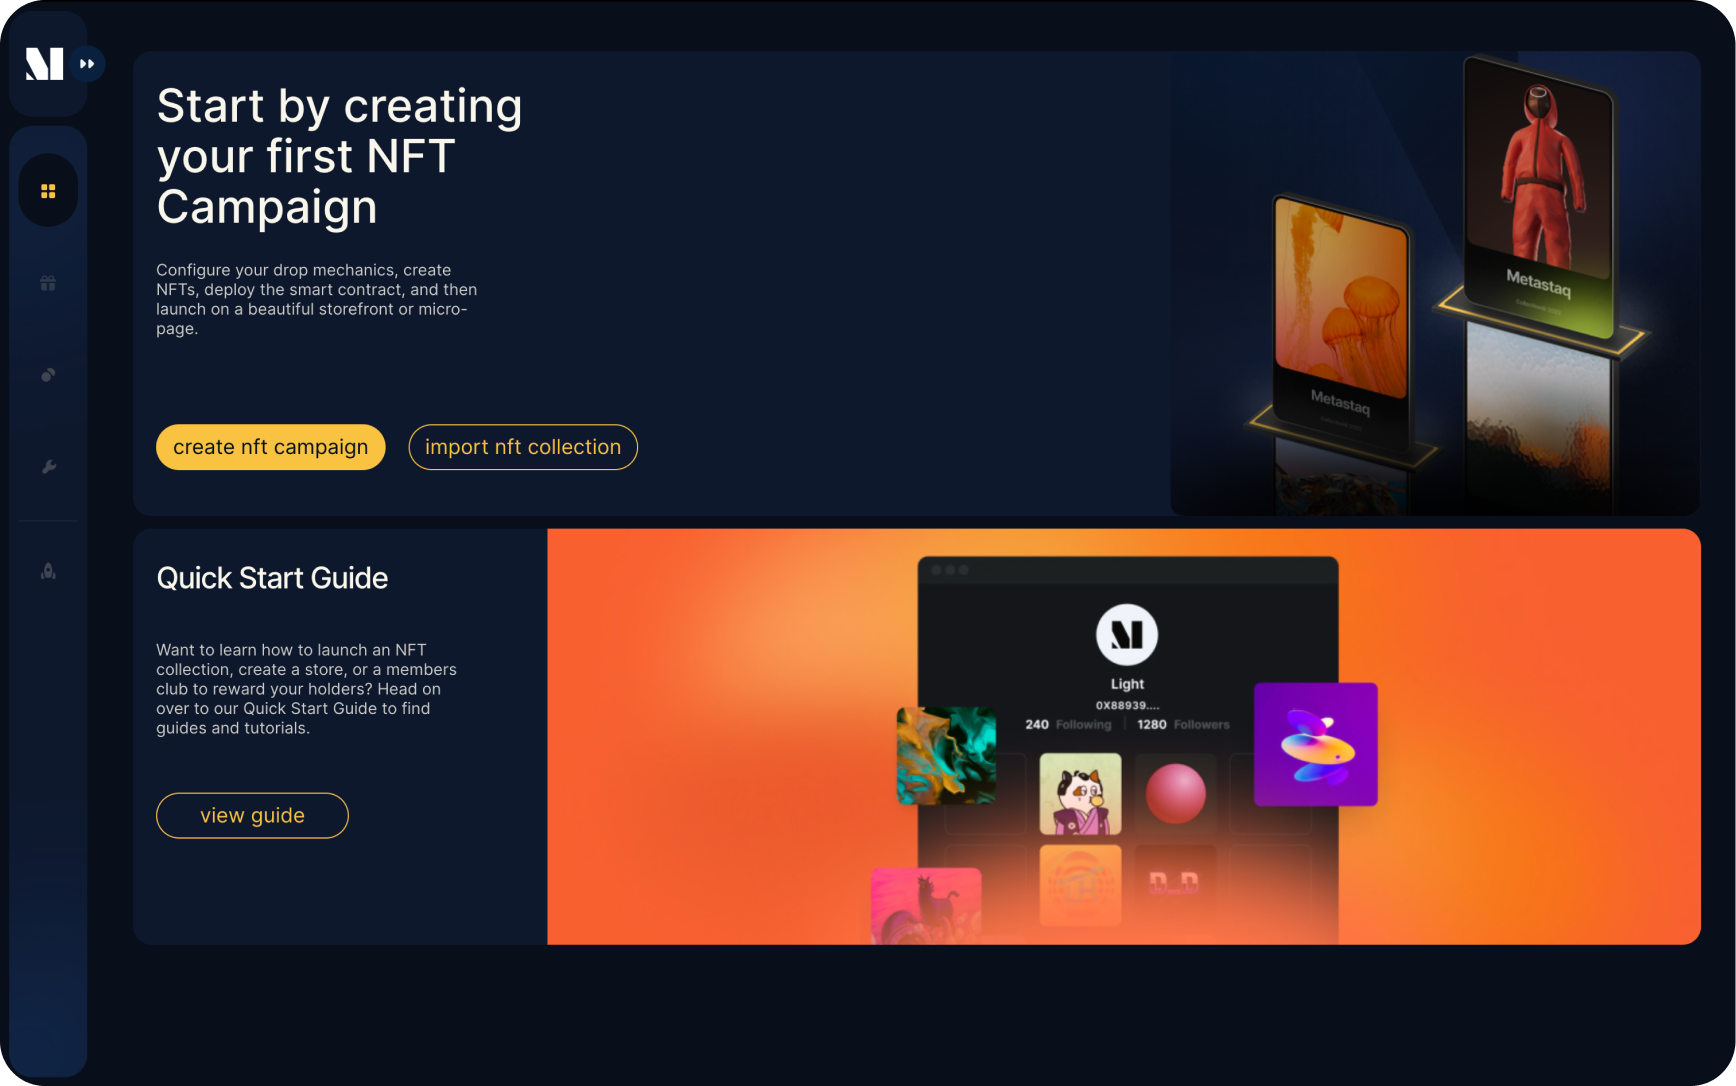 Start by creating
your first NFT
Campaign
Configure your drop mechanics, create
NFTs, deploy the smart contract, and then
launch on a beautiful storefront or micro-
page.
create nft campaign
import nft collection
Metastaq
Metastaq
Quick Start Guide
Want to learn how to launch an NFT
collection, create a store, or a members
club to reward your holders? Head on
over to our Quick Start Guide to find
guides and tutorials.
view guide
Light
0X88939....
240 Following | 1280 Followers
D_D